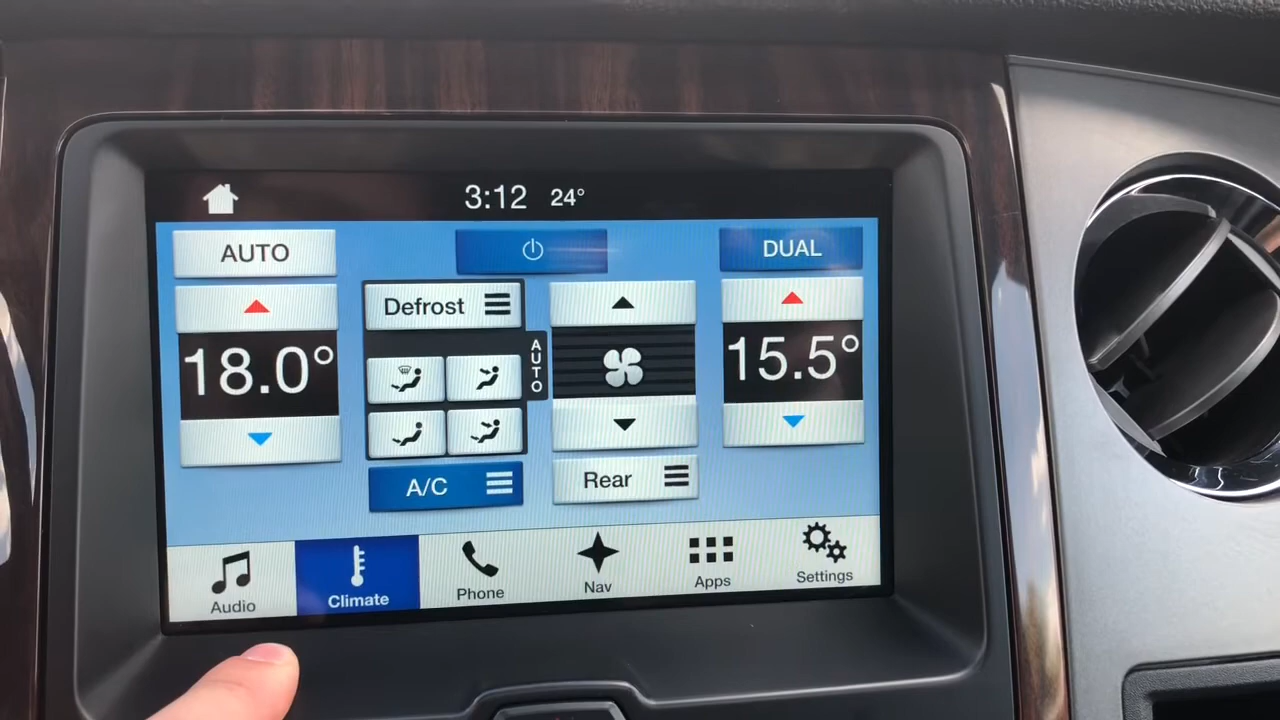 3:12 24°
AUTO
DUAL
Defrost
18.0°
AUTO
15.5°
A/C
Rear
Audio
Climate
Phone
Nav
Apps
Settings